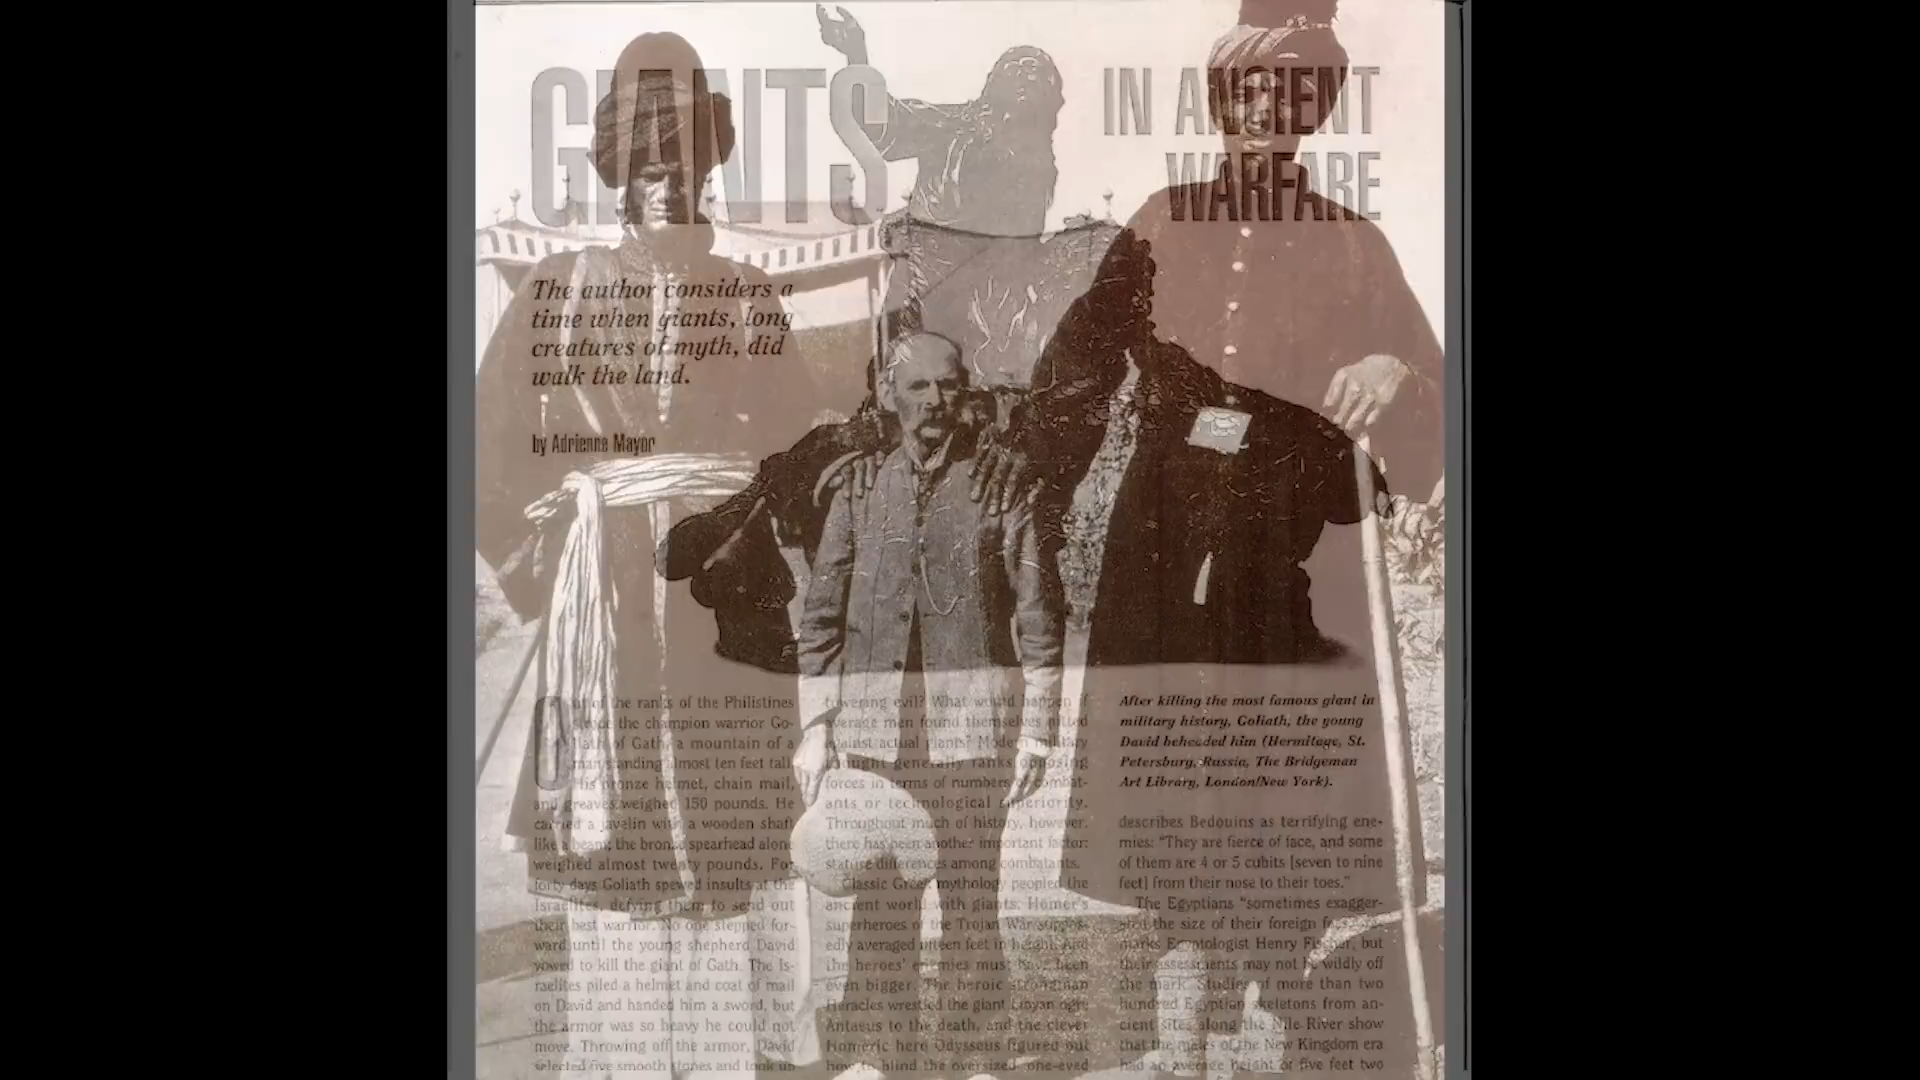 GIANTS
IN ANCIENT
WARFARE
The author considers a
time when giants, long
creatures of myth, did
walk the land.
by Adrienne Mayor
Out of the ranks of the Philistines
strode the champion warrior Go-
liath of Gath, a mountain of a
man standing almost ten feet tall.
His bronze helmet, chain mail,
and greaves weighed 150 pounds. He
carried a javelin with a wooden shaft
like a beam; the bronze spearhead alone
weighed almost twenty pounds. For
forty days Goliath spewed insults at the
Israelites, defying them to send out
their best warrior. No one stepped for-
ward until the young shepherd David
vowed to kill the giant of Gath. The Is-
raelites piled a helmet and coat of mail
on David and handed him a sword, but
the armor was so heavy he could not
move. Throwing off the armor, David
selected five smooth stones and took up
towering evil? What would happen if
average men found themselves pitted
against actual giants? Modern military
thought generally ranks opposing
forces in terms of numbers of combat-
ants or technological superiority.
Throughout much of history, however,
there has been another important factor:
stature differences among combatants.
Classic Greek mythology peopled the
ancient world with giants. Homer's
superheroes of the Trojan War suppos-
edly averaged fifteen feet in height. And
the heroes' enemies must have been
even bigger. The heroic strongman
Heracles wrestled the giant Libyan ogre
Antaeus to the death, and the clever
Homeric hero Odysseus figured out
how to blind the oversized one-eyed
After killing the most famous giant in
military history, Goliath, the young
David beheaded him (Hermitage, St.
Petersburg, Russia, The Bridgeman
Art Library, London/New York).
describes Bedouins as terrifying ene-
mies: "They are fierce of face, and some
of them are 4 or 5 cubits [seven to nine
feet] from their nose to their toes."
The Egyptians "sometimes exagger-
ated the size of their foreign foes,"
marks Egyptologist Henry Fischer, but
their assessments may not be wildly off
the mark. Studies of more than two
hundred Egyptian skeletons from an-
cient sites along the Nile River show
that the males of the New Kingdom era
had an average height of five feet two